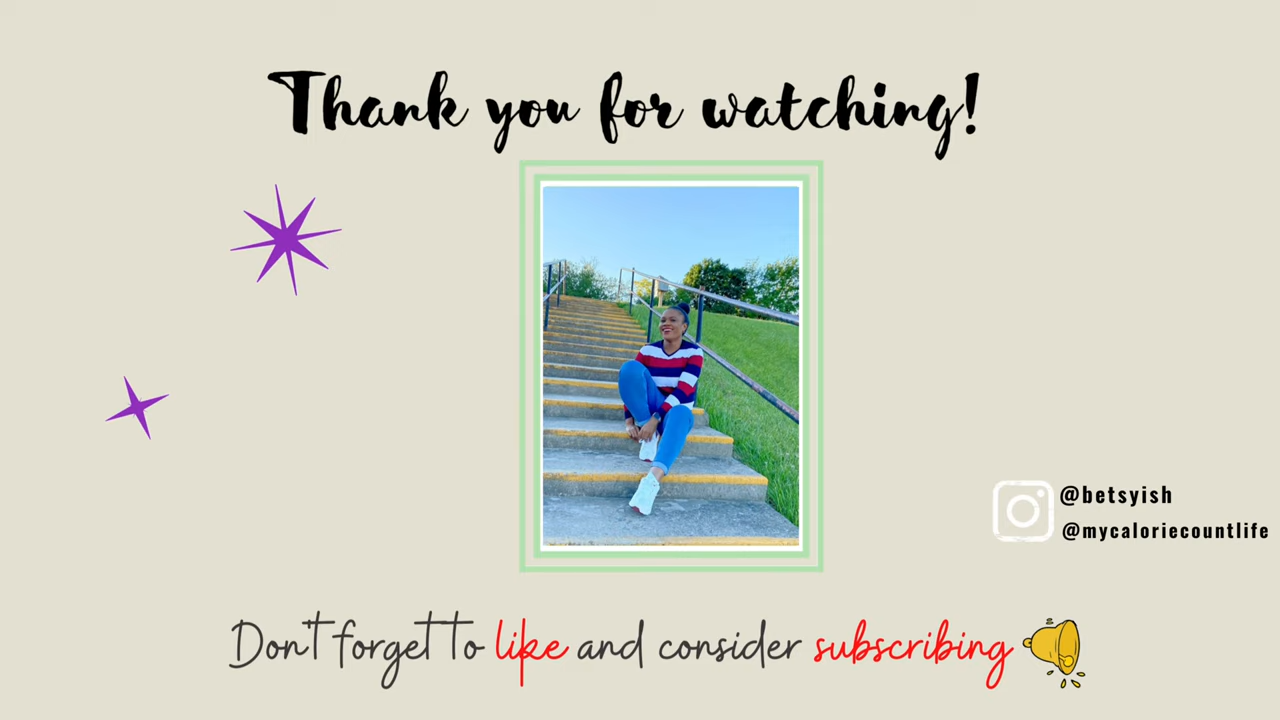 Thank you for watching!
@betsyish
@mycaloriecountlife
Don't forget to like and consider subscribing